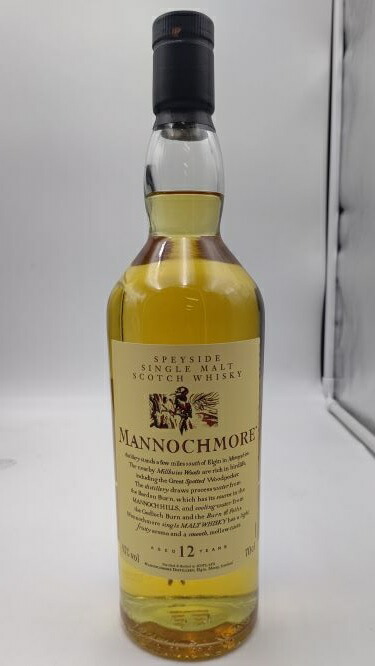 SPEYSIDE
SINGLE MALT
SCOTCH WHISKY
MANNOCHMORE
distillery stands a few miles south of Elgin in Morayshire.
The nearby Millbuies Woods are rich in birdlife,
including the Great Spotted Woodpecker.
The distillery draws process water from
the Bardon Burn, which has its source in the
MANNOCH HILLS, and cooling water from
the Gedloch Burn and the Burn of Foths.
Mannochmore single MALT WHISKY has a light,
fruity aroma and a smooth, mellow taste.
AGED 12 YEARS
vol 70cl